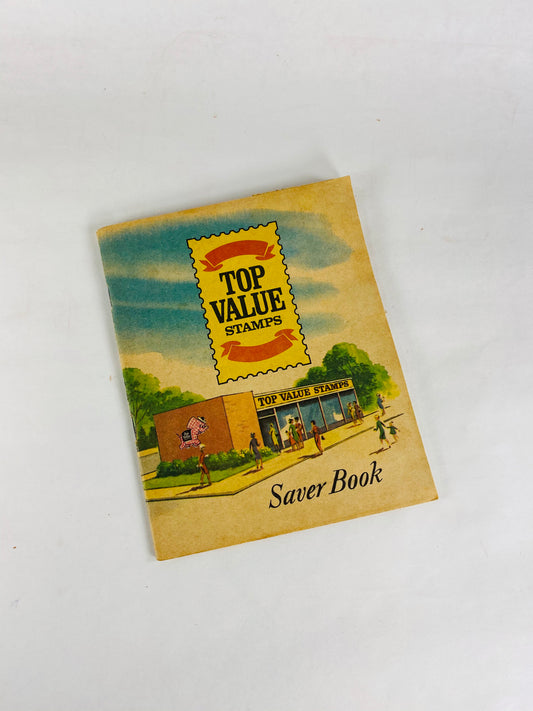 TOP
VALUE
STAMPS
TOP VALUE STAMPS
Saver Book